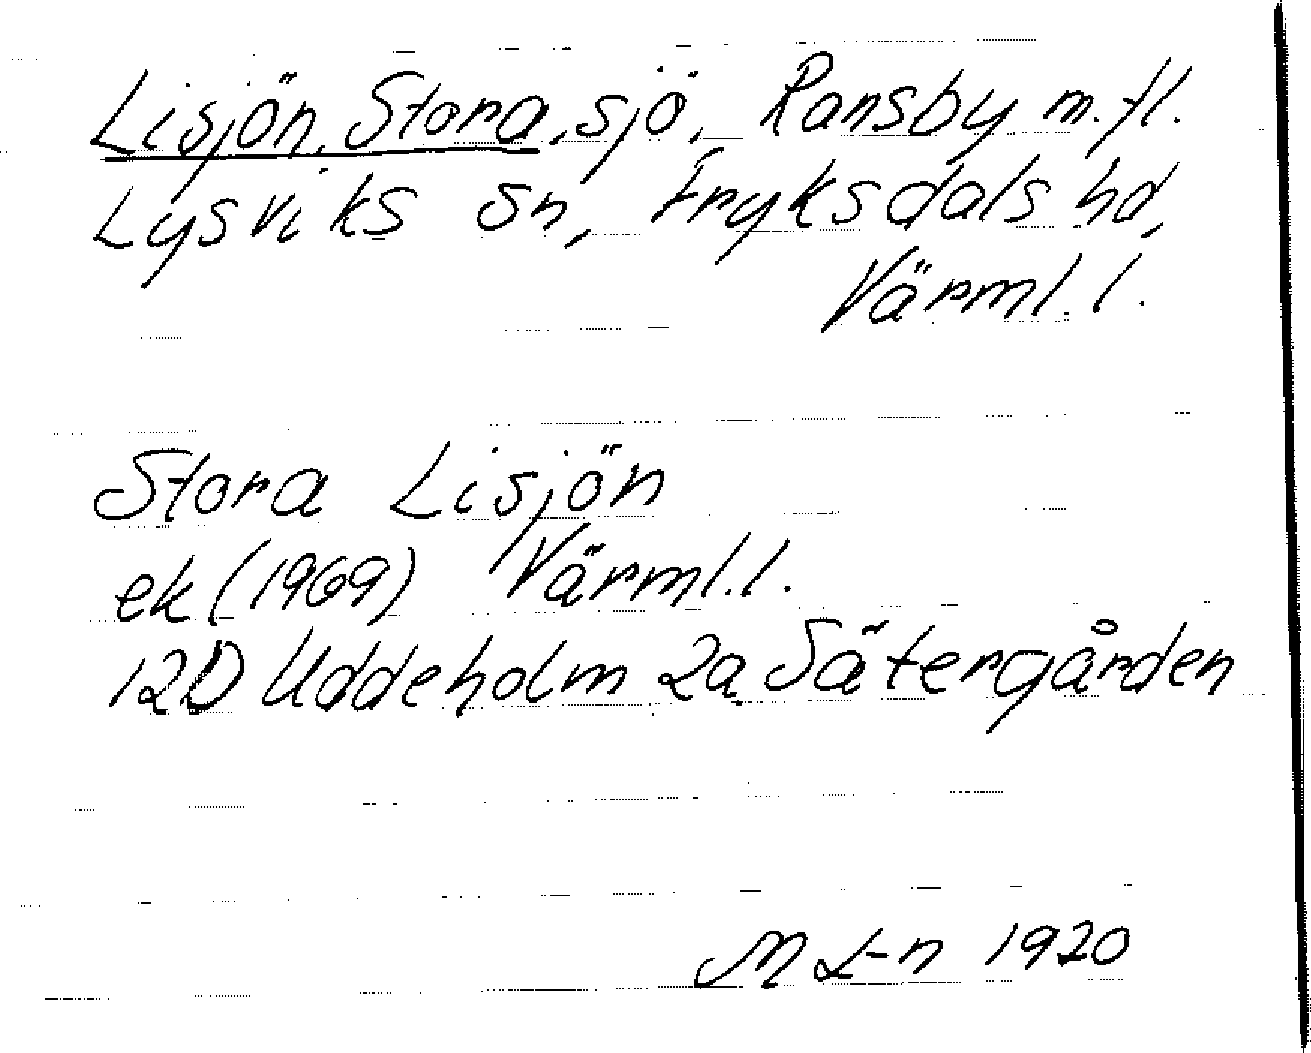 Lisjön, Stora, sjö, Ransby m.fl.
Lysviks sn, Fryksdals hd,
Värml.l.
Stora Lisjön
ek (1969) Värml.l.
12D Uddeholm 2a Sätergården
M L-n 1920